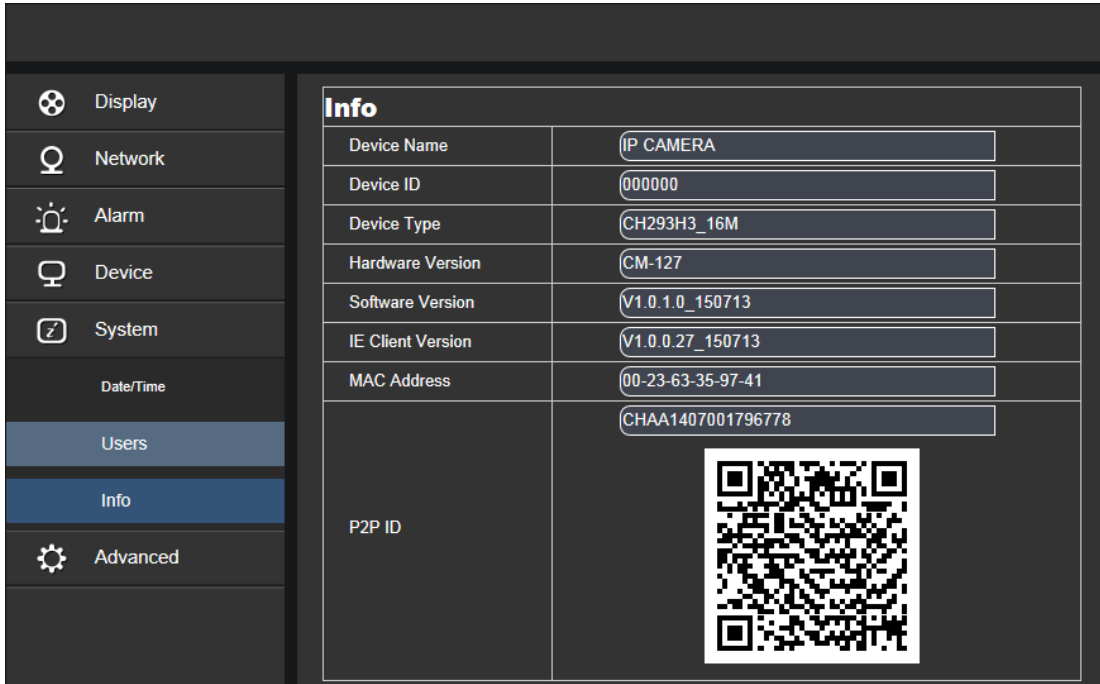 Display
Network
Alarm
Device
System
Date/Time
Users
Info
Advanced
Info
Device Name IP CAMERA
Device ID 000000
Device Type CH293H3_16M
Hardware Version CM-127
Software Version V1.0.1.0_150713
IE Client Version V1.0.0.27_150713
MAC Address 00-23-63-35-97-41
P2P ID CHAA1407001796778